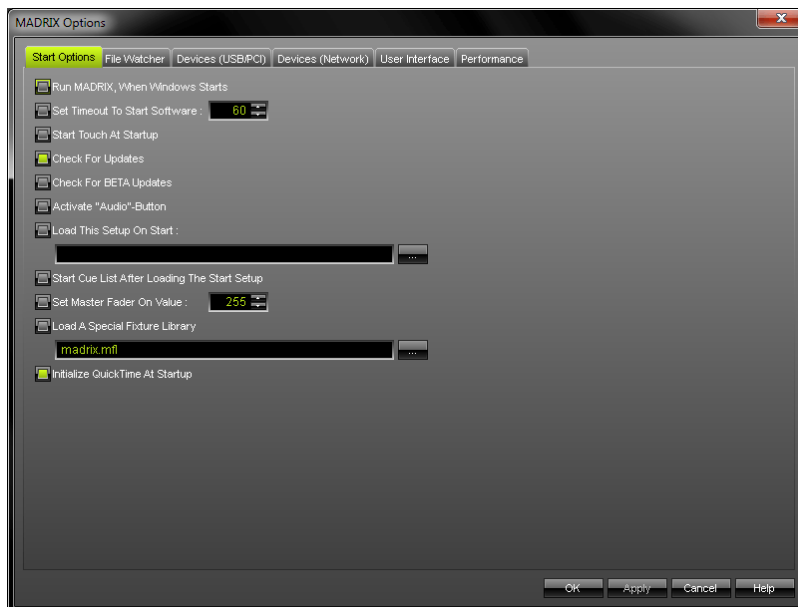 MADRIX Options
Start Options File Watcher Devices (USB/PCI) Devices (Network) User Interface Performance
Run MADRIX, When Windows Starts
Set Timeout To Start Software : 60
Start Touch At Startup
Check For Updates
Check For BETA Updates
Activate "Audio"-Button
Load This Setup On Start :
...
Start Cue List After Loading The Start Setup
Set Master Fader On Value : 255
Load A Special Fixture Library
madrix.mfl ...
Initialize QuickTime At Startup
OK Apply Cancel Help